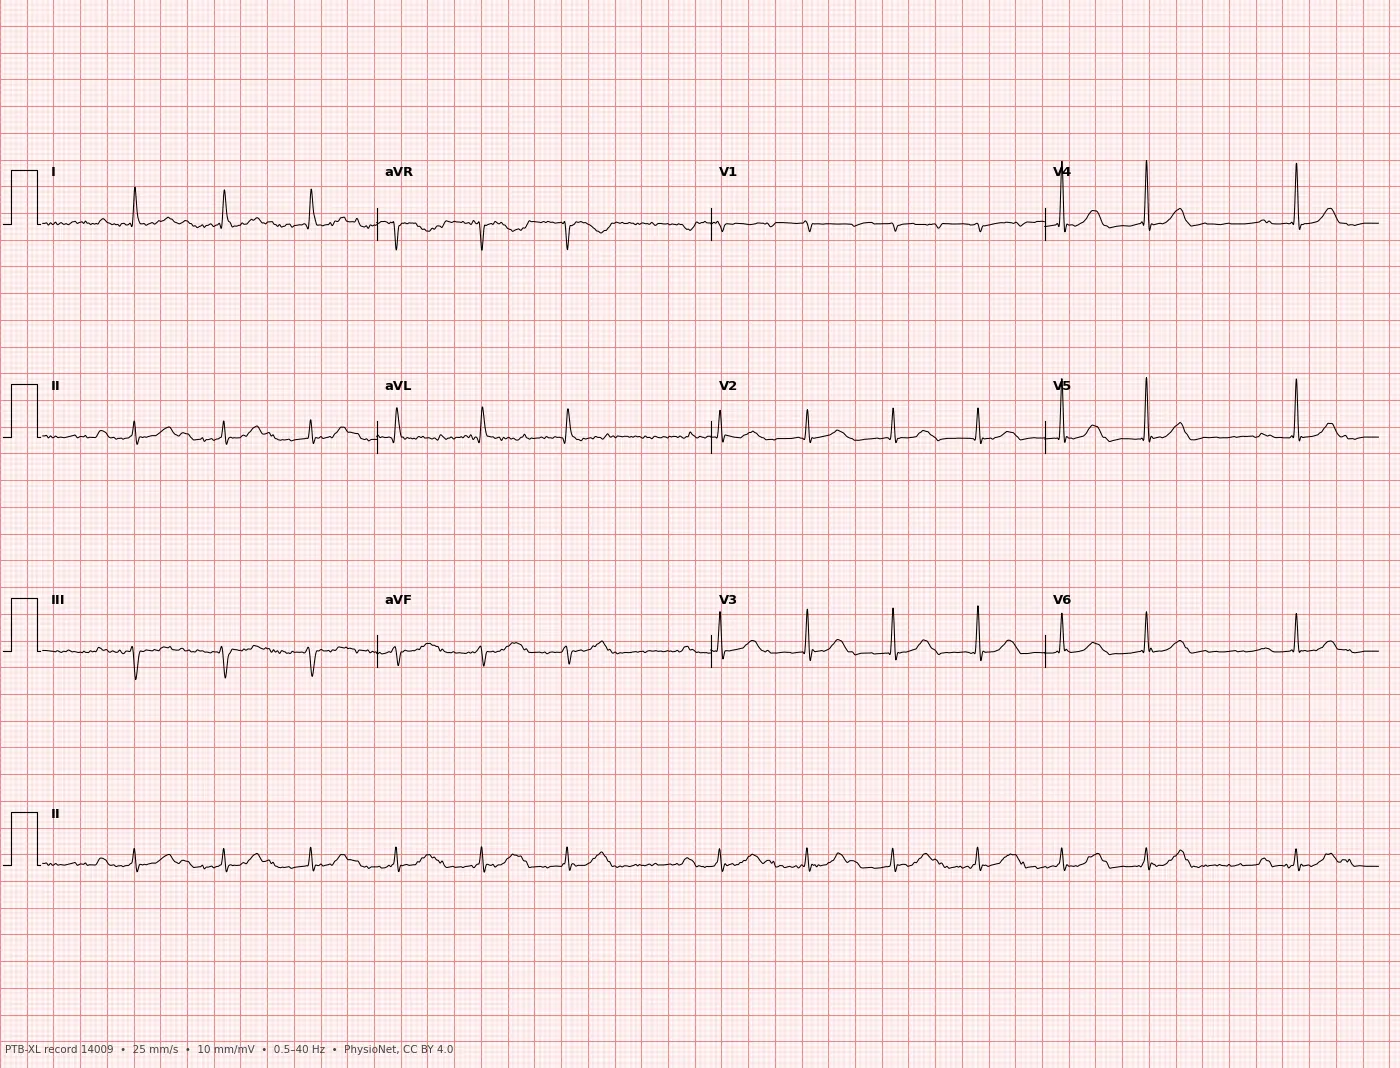 I aVR V1 V4
II aVL V2 V5
III aVF V3 V6
II
PTB-XL record 14009 • 25 mm/s • 10 mm/mV • 0.5–40 Hz • PhysioNet, CC BY 4.0